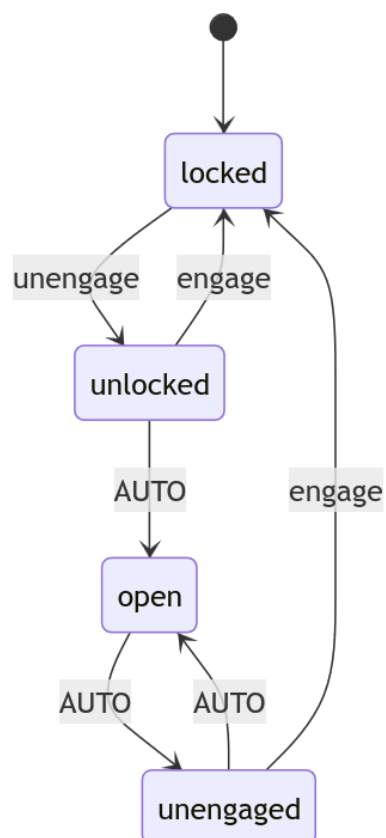 locked
unengage
engage
unlocked
AUTO
engage
open
AUTO
AUTO
unengaged